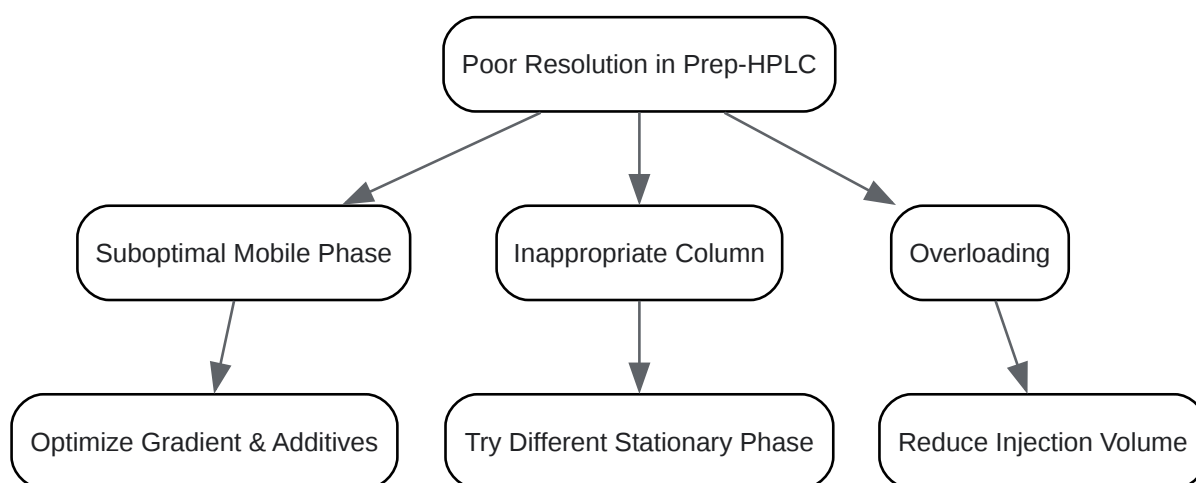 Poor Resolution in Prep-HPLC
Suboptimal Mobile Phase
Inappropriate Column
Overloading
Optimize Gradient & Additives
Try Different Stationary Phase
Reduce Injection Volume